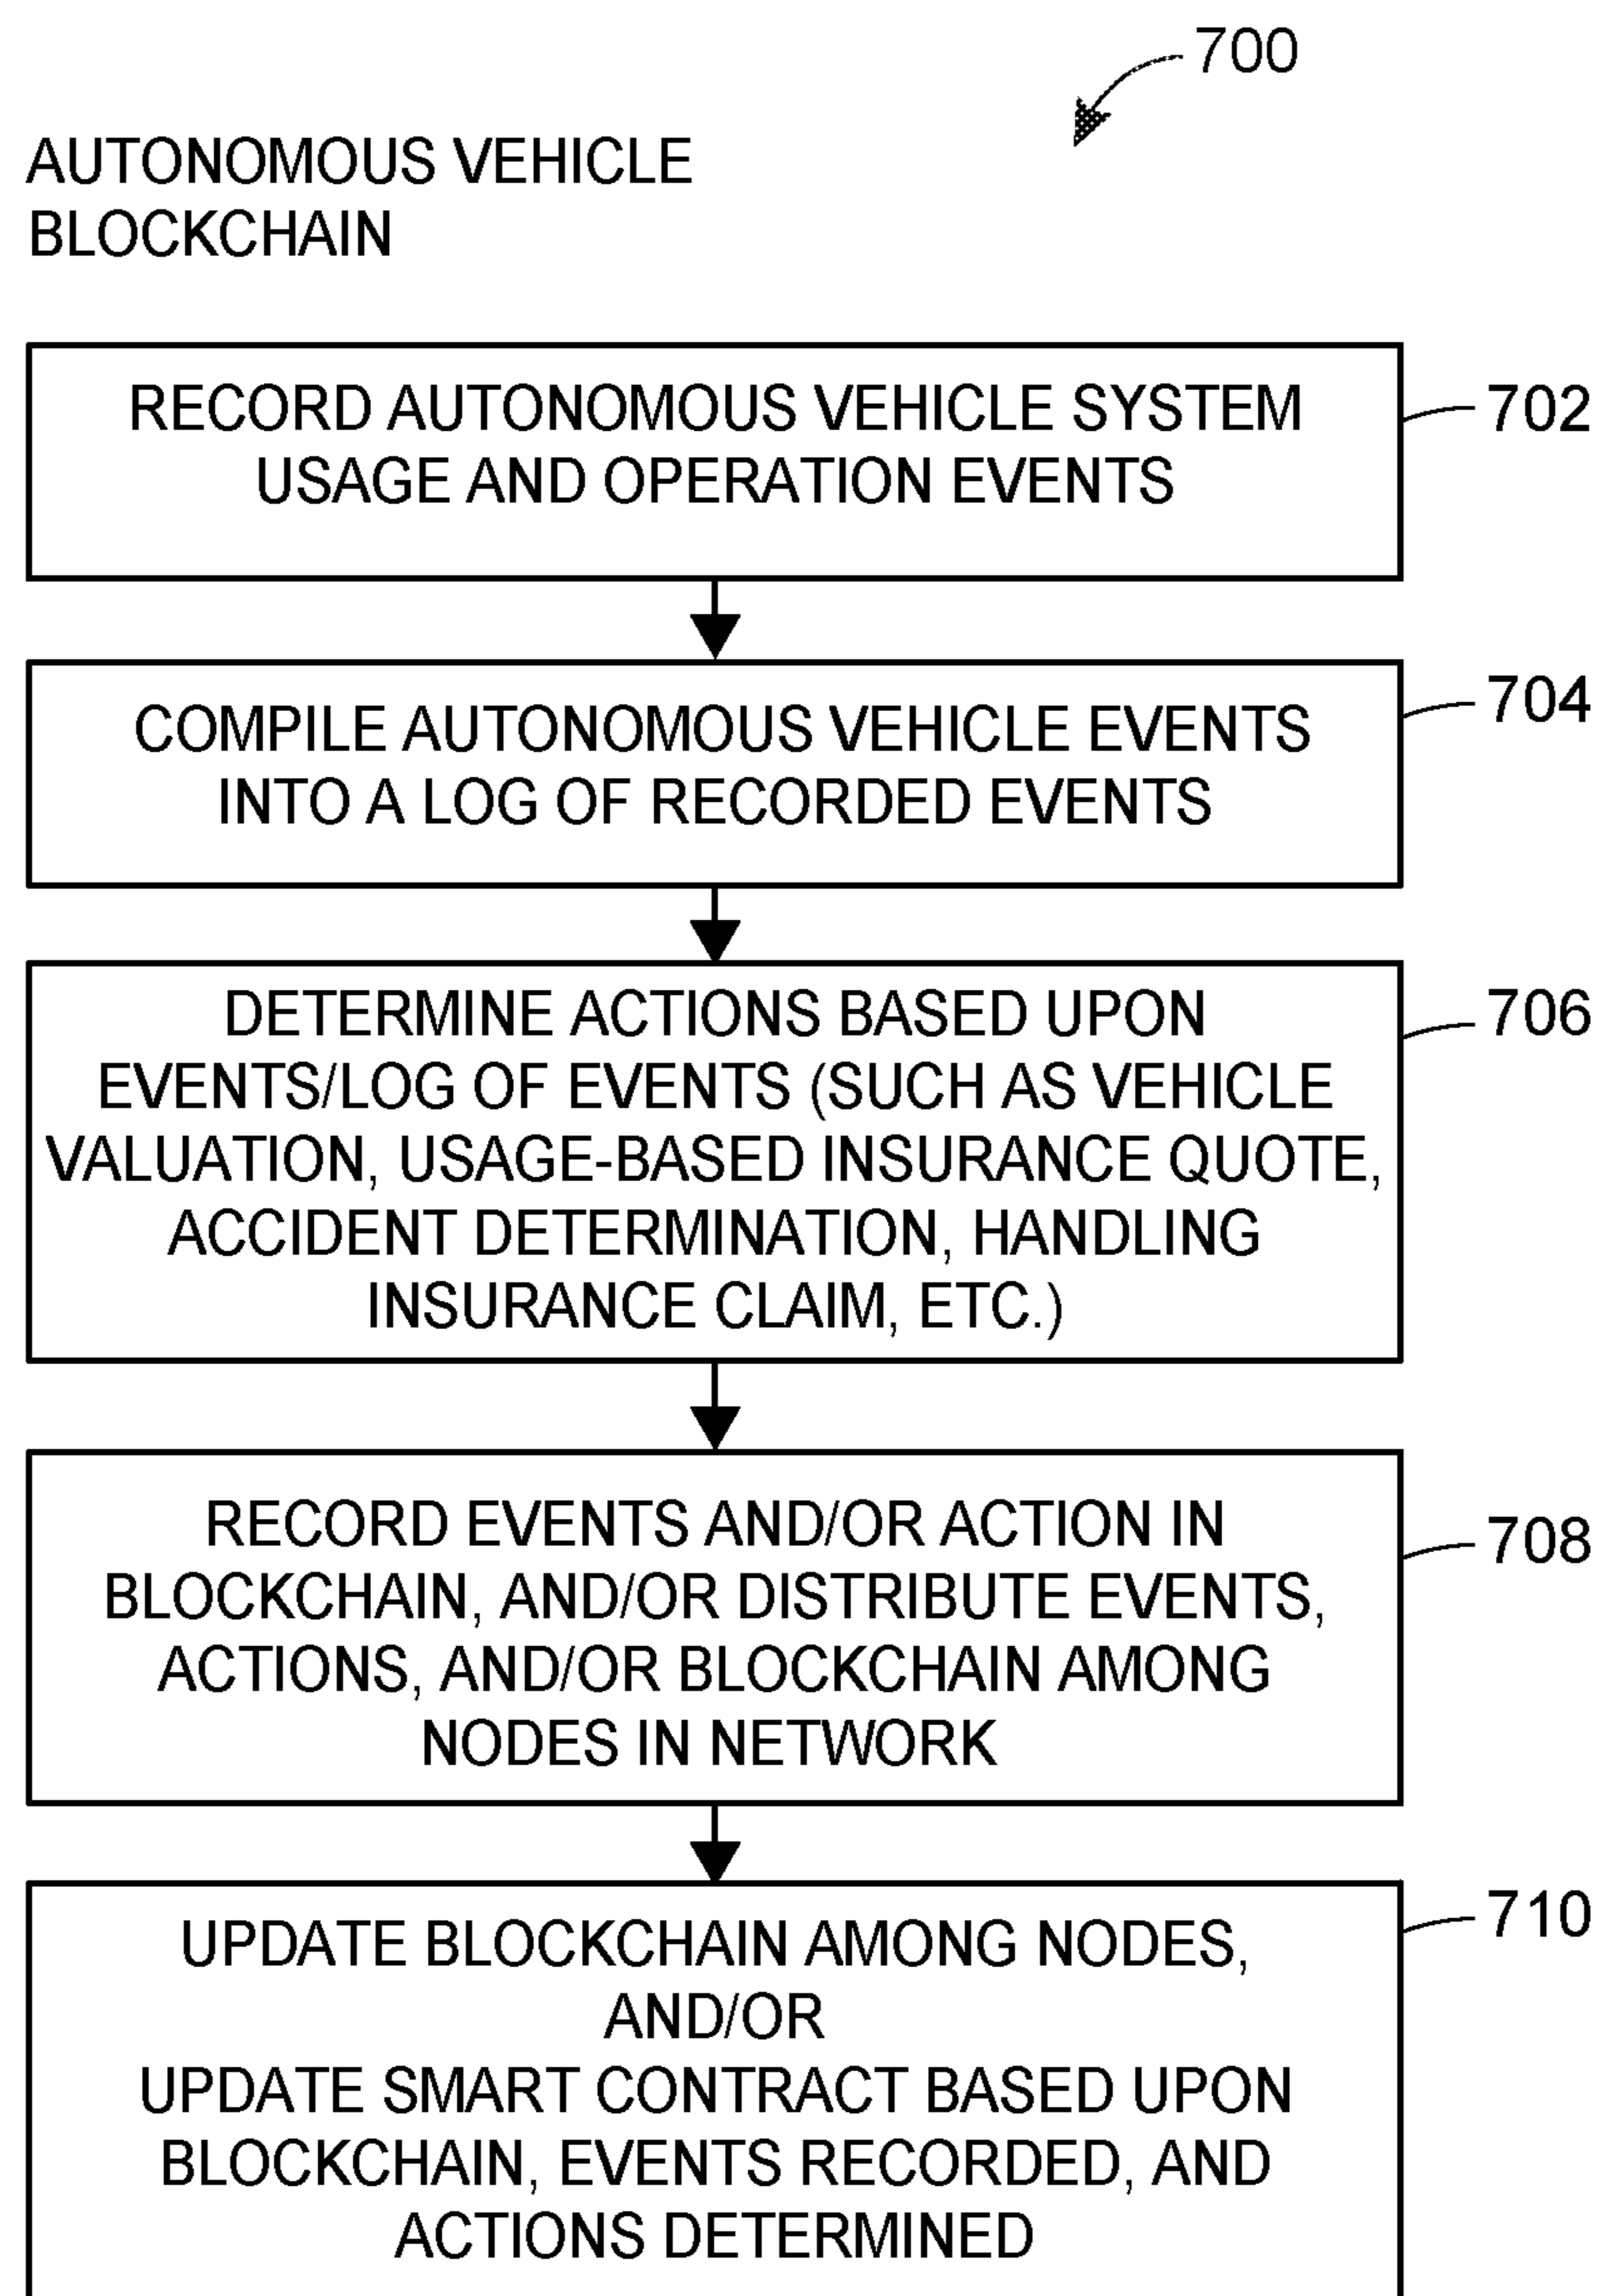 700
AUTONOMOUS VEHICLE
BLOCKCHAIN
RECORD AUTONOMOUS VEHICLE SYSTEM
USAGE AND OPERATION EVENTS
702
COMPILE AUTONOMOUS VEHICLE EVENTS
INTO A LOG OF RECORDED EVENTS
704
DETERMINE ACTIONS BASED UPON
EVENTS/LOG OF EVENTS (SUCH AS VEHICLE
VALUATION, USAGE-BASED INSURANCE QUOTE,
ACCIDENT DETERMINATION, HANDLING
INSURANCE CLAIM, ETC.)
706
RECORD EVENTS AND/OR ACTION IN
BLOCKCHAIN, AND/OR DISTRIBUTE EVENTS,
ACTIONS, AND/OR BLOCKCHAIN AMONG
NODES IN NETWORK
708
UPDATE BLOCKCHAIN AMONG NODES,
AND/OR
UPDATE SMART CONTRACT BASED UPON
BLOCKCHAIN, EVENTS RECORDED, AND
ACTIONS DETERMINED
710